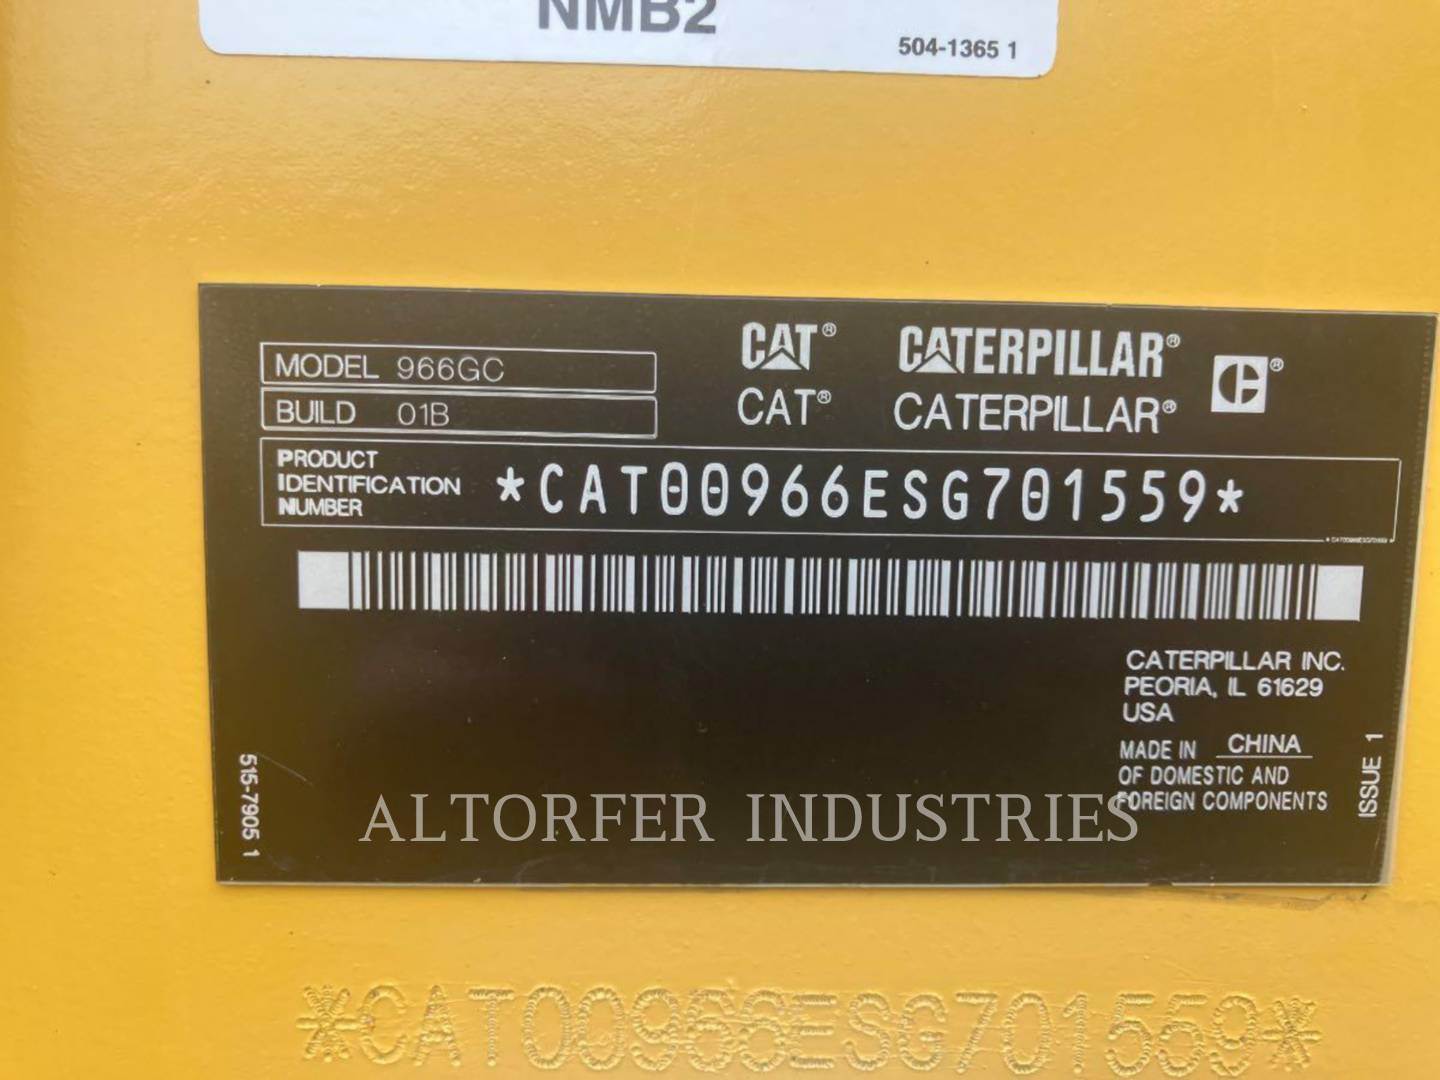 NMB2
504-1365 1
MODEL 966GC
BUILD 01B
CAT® CATERPILLAR®
CAT® CATERPILLAR®
CE®
PRODUCT
IDENTIFICATION
NUMBER
*CAT00966ESG701559*
*CAT00966ESG701559*
CATERPILLAR INC.
PEORIA, IL 61629
USA
MADE IN CHINA
OF DOMESTIC AND
FOREIGN COMPONENTS
ISSUE 1
515-7905 1
ALTORFER INDUSTRIES
*CAT00966ESG701559*